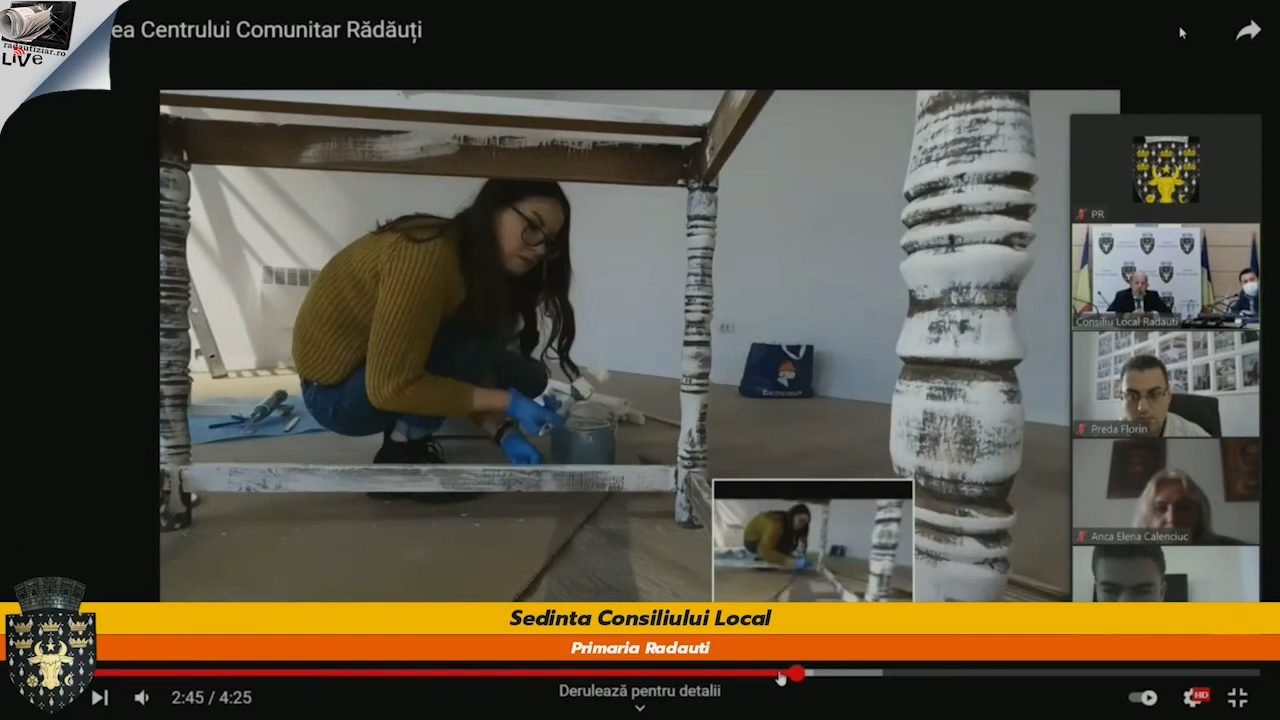 ea Centrului Comunitar Rădăuți
radautiziar.ro
LIVe
PR
Consiliu Local Radauti
Preda Florin
Anca Elena Calenciuc
Sedinta Consiliului Local
Primaria Radauti
2:45 / 4:25
Derulează pentru detalii
HD